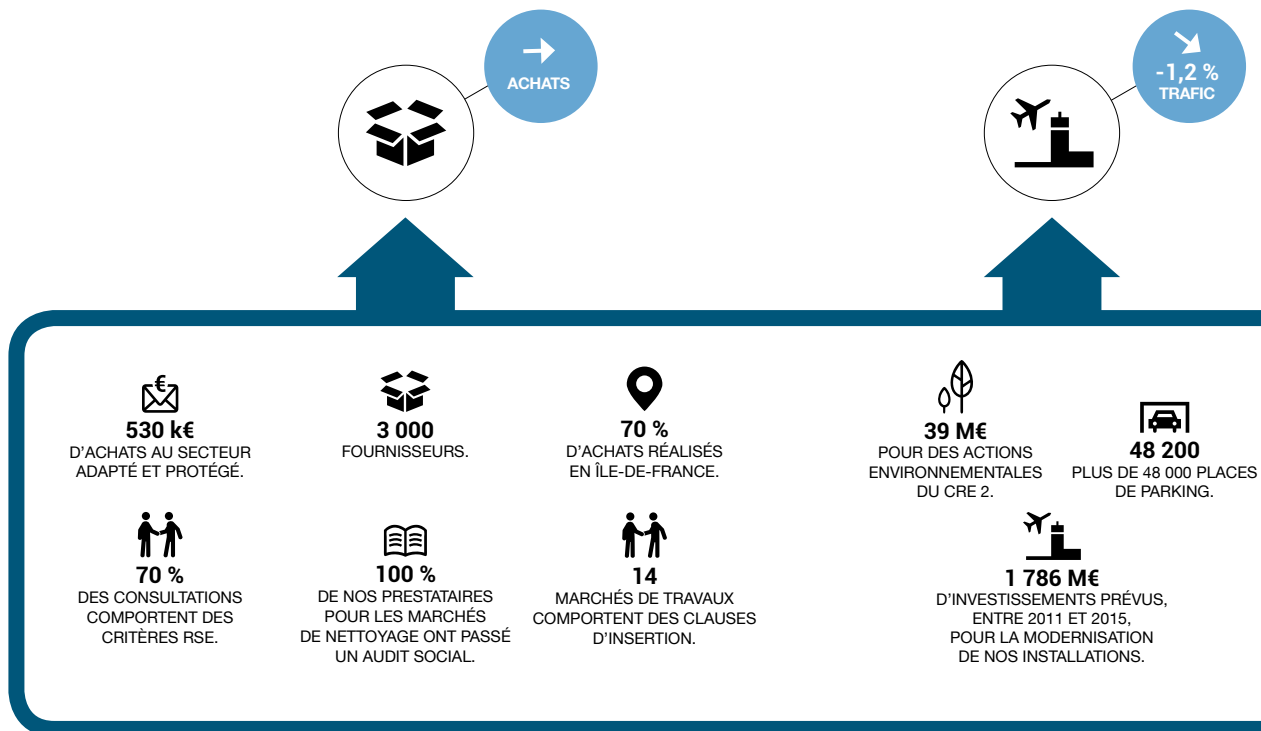 ACHATS
-1,2 %
TRAFIC
530 k€
D'ACHATS AU SECTEUR
ADAPTÉ ET PROTÉGÉ.
3 000
FOURNISSEURS.
70 %
D'ACHATS RÉALISÉS
EN ÎLE-DE-FRANCE.
70 %
DES CONSULTATIONS
COMPORTENT DES
CRITÈRES RSE.
100 %
DE NOS PRESTATAIRES
POUR LES MARCHÉS
DE NETTOYAGE ONT PASSÉ
UN AUDIT SOCIAL.
14
MARCHÉS DE TRAVAUX
COMPORTENT DES CLAUSES
D'INSERTION.
39 M€
POUR DES ACTIONS
ENVIRONNEMENTALES
DU CRE 2.
48 200
PLUS DE 48 000 PLACES
DE PARKING.
1 786 M€
D'INVESTISSEMENTS PRÉVUS,
ENTRE 2011 ET 2015,
POUR LA MODERNISATION
DE NOS INSTALLATIONS.